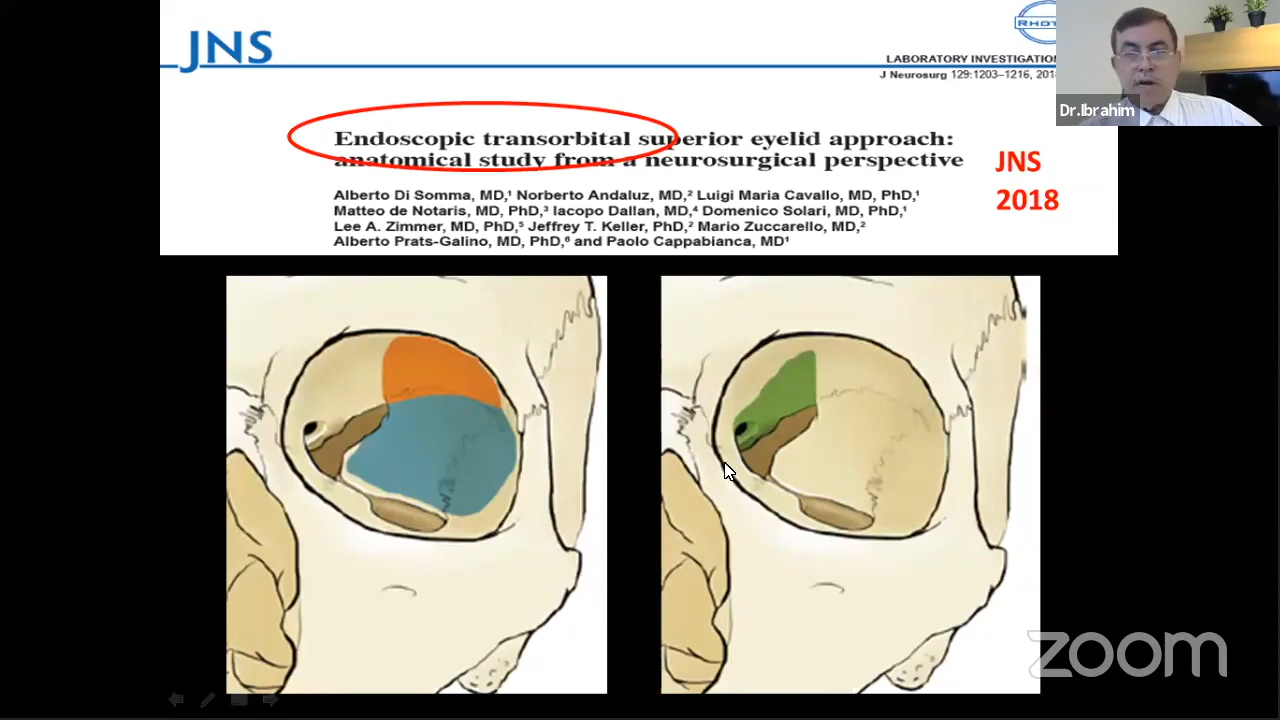 JNS
LABORATORY INVESTIGATION
J Neurosurg 129:1203–1216, 201
Dr.Ibrahim
Endoscopic transorbital superior eyelid approach:
anatomical study from a neurosurgical perspective
JNS
2018
Alberto Di Somma, MD,¹ Norberto Andaluz, MD,² Luigi Maria Cavallo, MD, PhD,¹
Matteo de Notaris, MD, PhD,³ Iacopo Dallan, MD,⁴ Domenico Solari, MD, PhD,¹
Lee A. Zimmer, MD, PhD,⁵ Jeffrey T. Keller, PhD,² Mario Zuccarello, MD,²
Alberto Prats-Galino, MD, PhD,⁶ and Paolo Cappabianca, MD¹
zoom